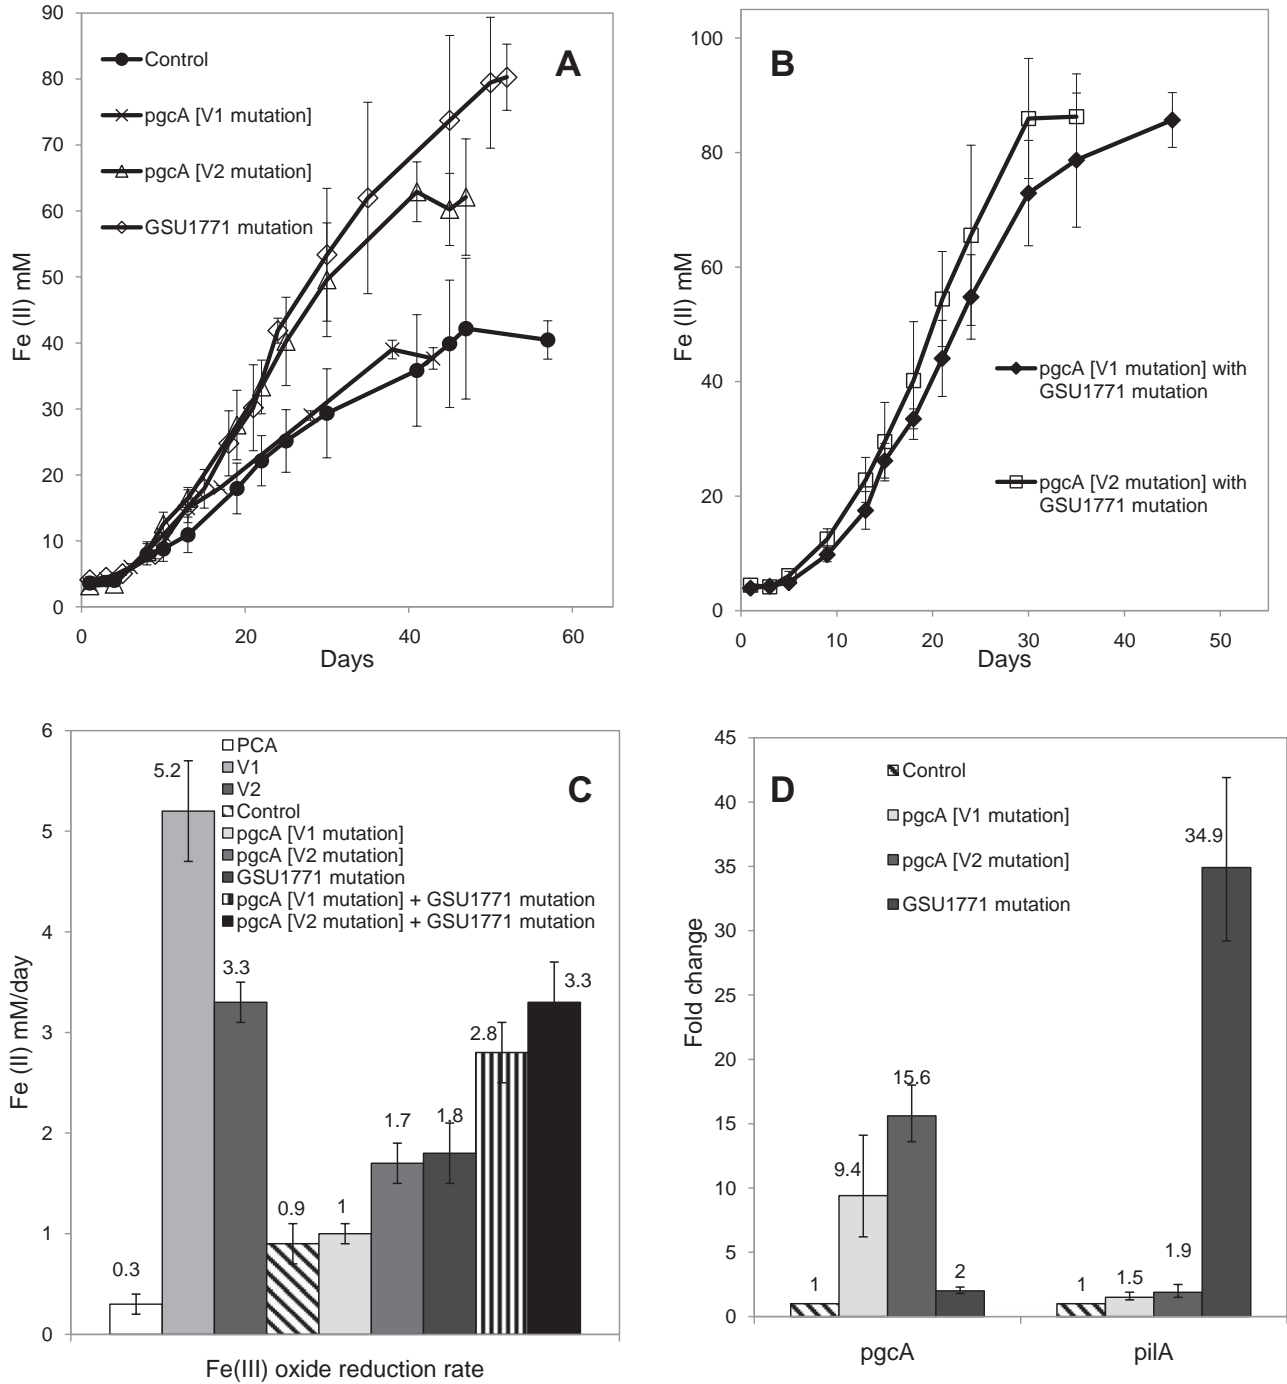 A
Control
pgcA [V1 mutation]
pgcA [V2 mutation]
GSU1771 mutation
Fe (II) mM
90
80
70
60
50
40
30
20
10
0
0 20 40 60
Days
B
Fe (II) mM
100
80
60
40
20
0
pgcA [V1 mutation] with
GSU1771 mutation
pgcA [V2 mutation] with
GSU1771 mutation
0 10 20 30 40 50
Days
C
PCA
V1
V2
Control
pgcA [V1 mutation]
pgcA [V2 mutation]
GSU1771 mutation
pgcA [V1 mutation] + GSU1771 mutation
pgcA [V2 mutation] + GSU1771 mutation
Fe (II) mM/day
6
5
4
3
2
1
0
0.3
5.2
3.3
0.9
1
1.7
1.8
2.8
3.3
Fe(III) oxide reduction rate
D
Control
pgcA [V1 mutation]
pgcA [V2 mutation]
GSU1771 mutation
Fold change
45
40
35
30
25
20
15
10
5
0
1
9.4
15.6
2
1
1.5
1.9
34.9
pgcA pilA